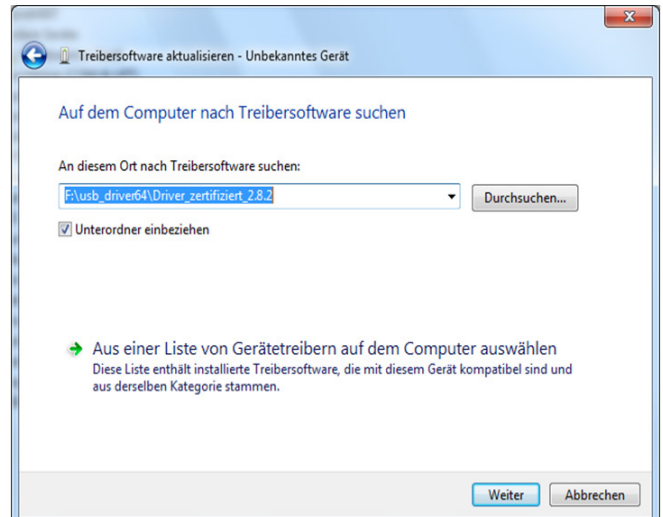 Treibersoftware aktualisieren - Unbekanntes Gerät
Auf dem Computer nach Treibersoftware suchen
An diesem Ort nach Treibersoftware suchen:
F:\usb_driver64\Driver_zertifiziert_2.8.2
Durchsuchen...
Unterordner einbeziehen
Aus einer Liste von Gerätetreibern auf dem Computer auswählen
Diese Liste enthält installierte Treibersoftware, die mit diesem Gerät kompatibel sind und
aus derselben Kategorie stammen.
Weiter
Abbrechen